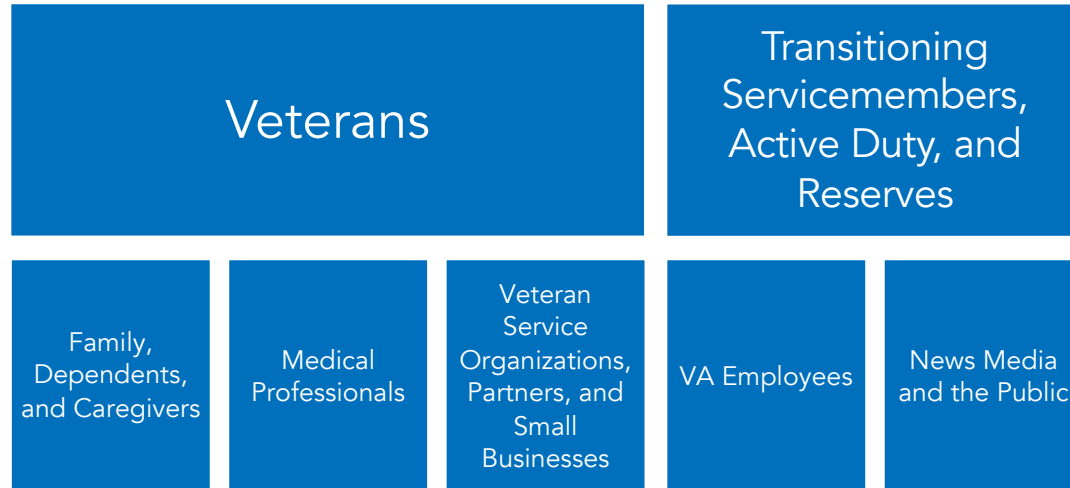 Veterans
Transitioning
Servicemembers,
Active Duty, and
Reserves
Family,
Dependents,
and Caregivers
Medical
Professionals
Veteran
Service
Organizations,
Partners, and
Small
Businesses
VA Employees
News Media
and the Public